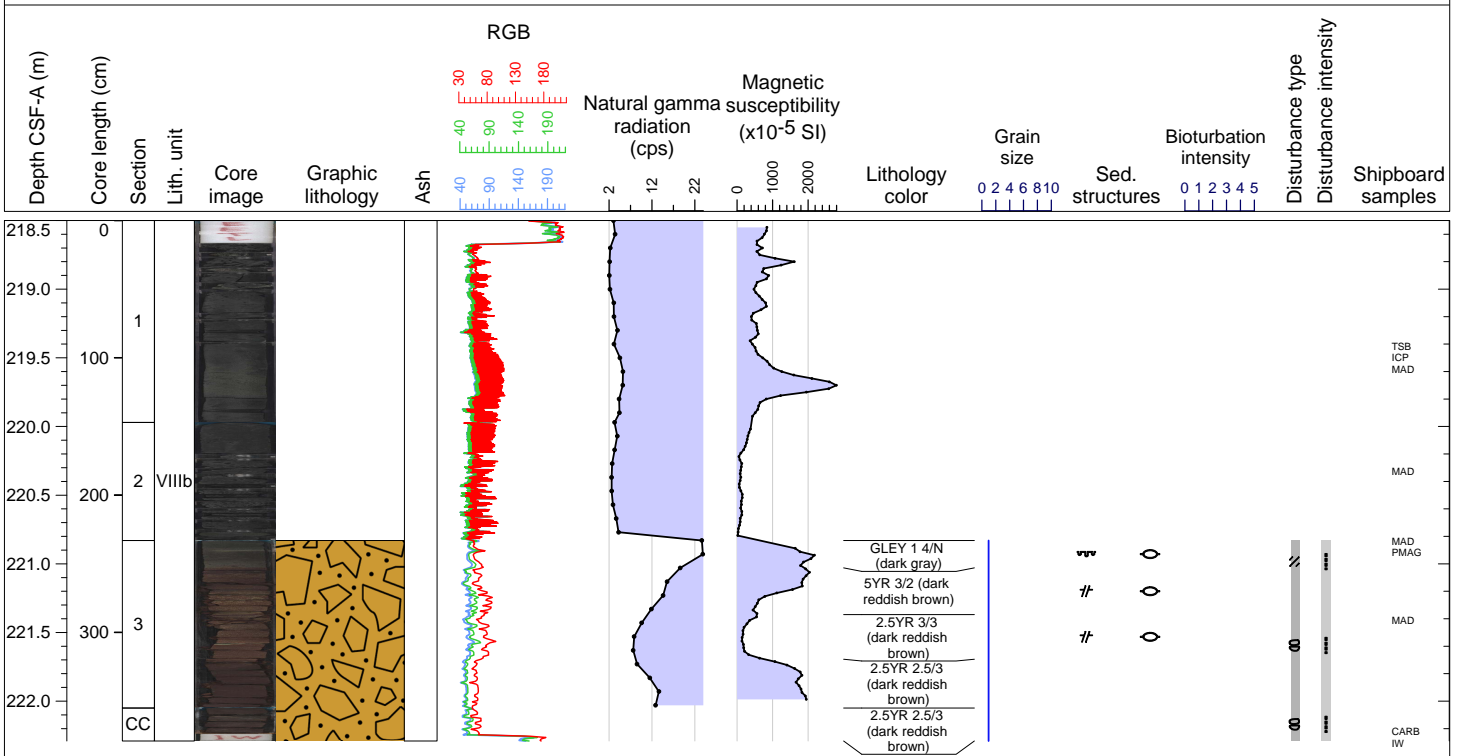 RGB
30 80 130 180
40 90 140 190
40 90 140 190
Depth CSF-A (m)
Core length (cm)
Section
Lith. unit
Core
image
Graphic
lithology
Ash
Natural gamma
radiation
(cps)
2 12 22
Magnetic
susceptibility
(x10-5 SI)
0 1000 2000
Lithology
color
Grain
size
0 2 4 6 8 10
Sed.
structures
Bioturbation
intensity
0 1 2 3 4 5
Disturbance type
Disturbance intensity
Shipboard
samples
218.5
219.0
219.5
220.0
220.5
221.0
221.5
222.0
0
100
200
300
1
2
3
CC
VIIIb
GLEY 1 4/N
(dark gray)
5YR 3/2 (dark
reddish brown)
2.5YR 3/3
(dark reddish
brown)
2.5YR 2.5/3
(dark reddish
brown)
2.5YR 2.5/3
(dark reddish
brown)
TSB
ICP
MAD
MAD
MAD
PMAG
MAD
CARB
IW